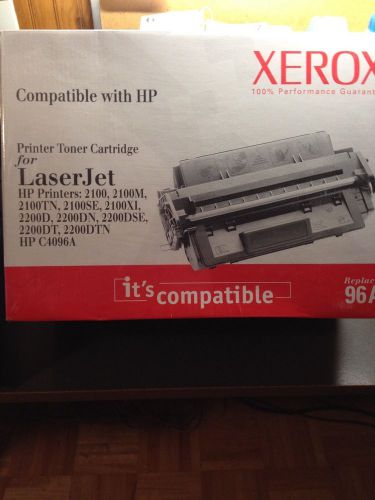 XEROX
100% Performance Guarant
Compatible with HP
Printer Toner Cartridge
for
LaserJet
HP Printers: 2100, 2100M,
2100TN, 2100SE, 2100XI,
2200D, 2200DN, 2200DSE,
2200DT, 2200DTN
HP C4096A
it's compatible
Replac
96A